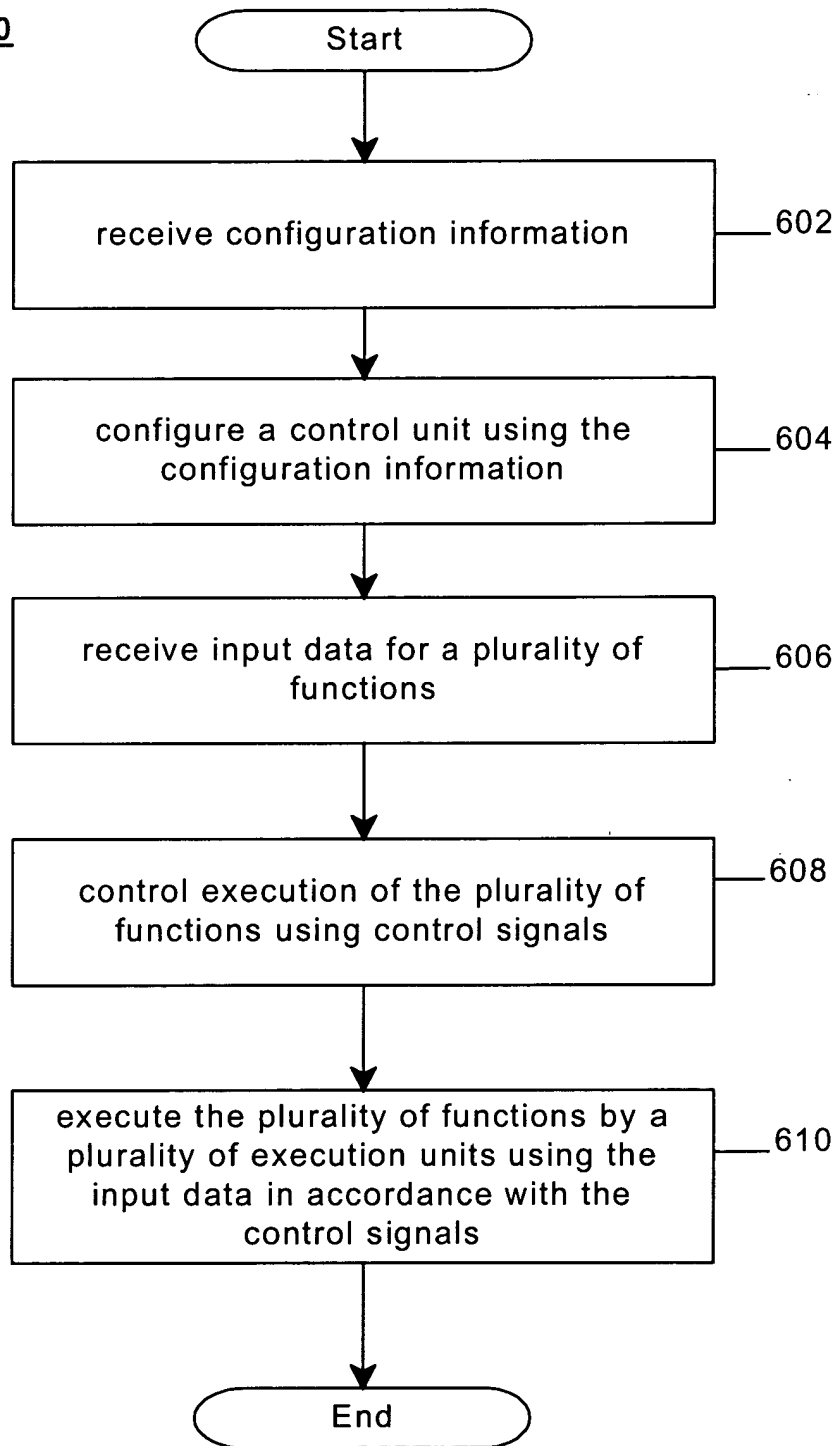 0
Start
receive configuration information
602
configure a control unit using the
configuration information
604
receive input data for a plurality of
functions
606
control execution of the plurality of
functions using control signals
608
execute the plurality of functions by a
plurality of execution units using the
input data in accordance with the
control signals
610
End